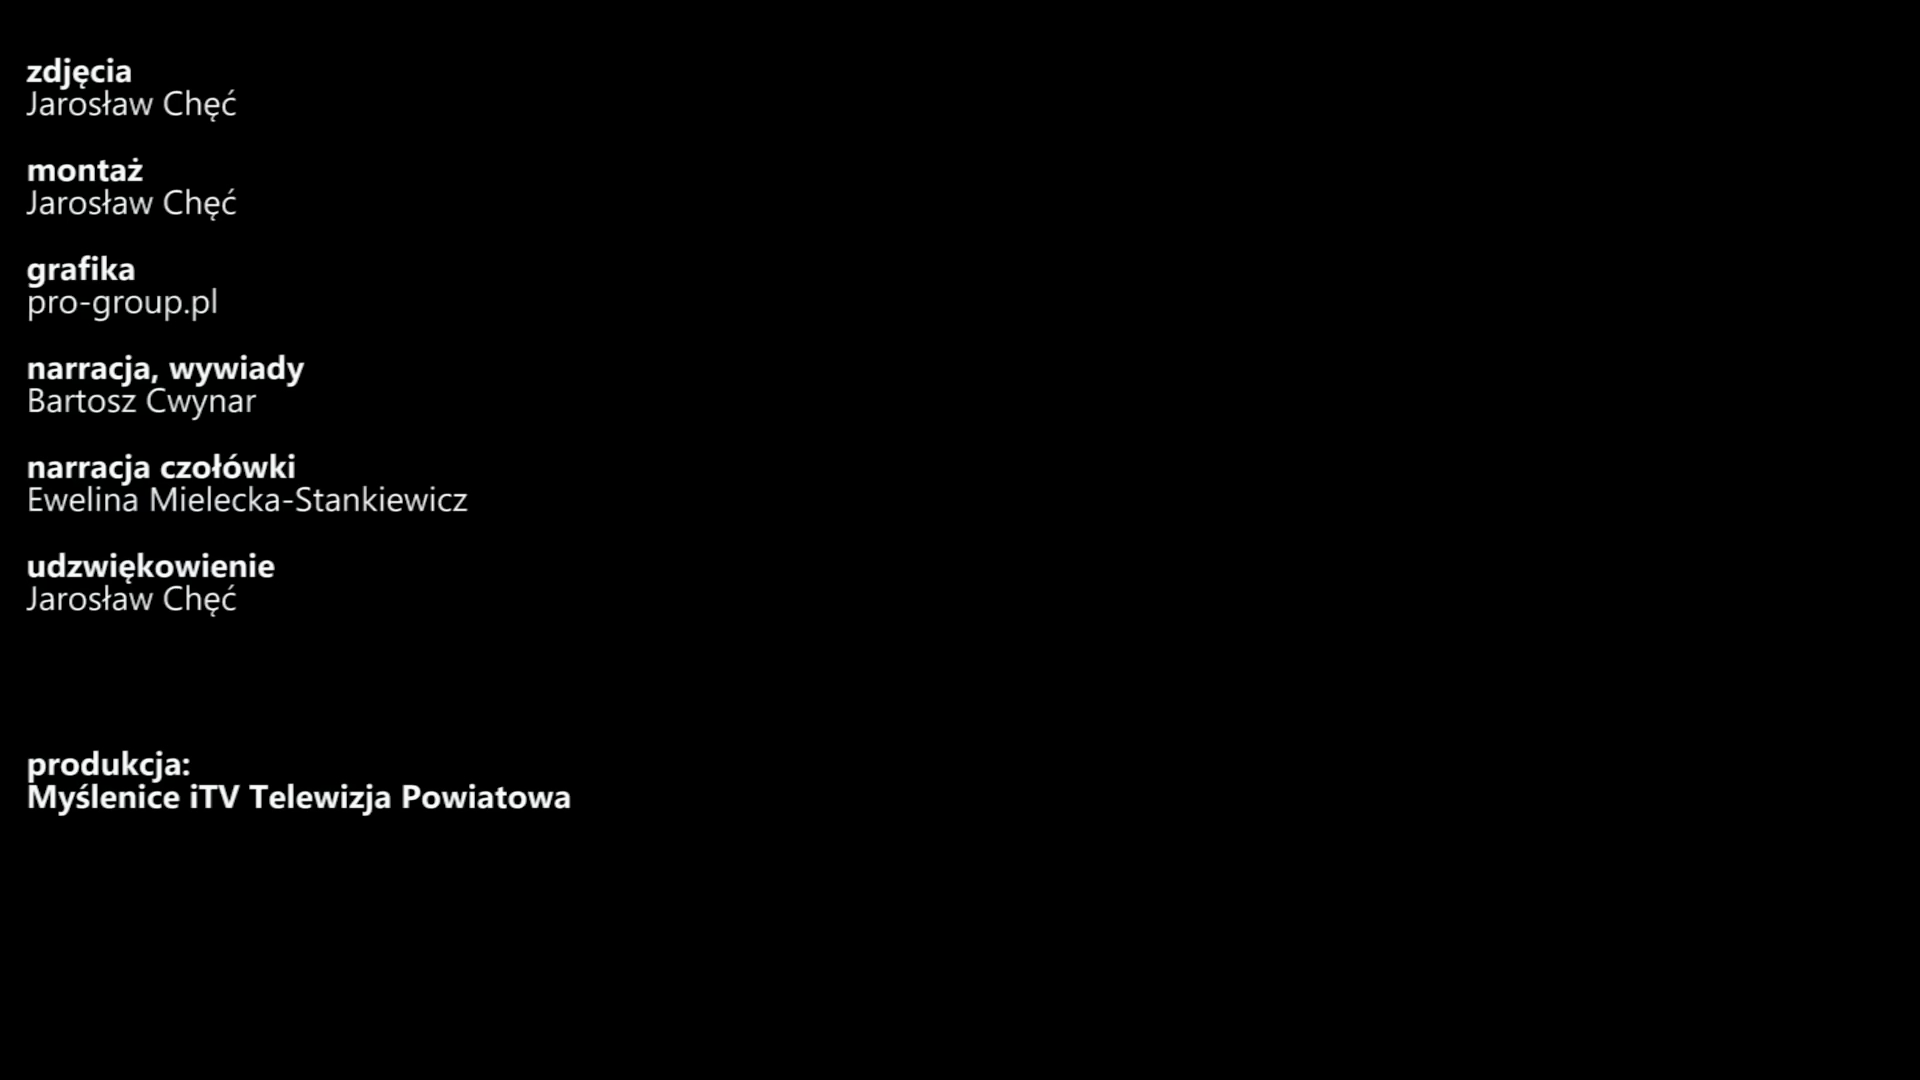 zdjęcia
Jarosław Chęć
montaż
Jarosław Chęć
grafika
pro-group.pl
narracja, wywiady
Bartosz Cwynar
narracja czołówki
Ewelina Mielecka-Stankiewicz
udzwiękowienie
Jarosław Chęć
produkcja:
Myślenice iTV Telewizja Powiatowa